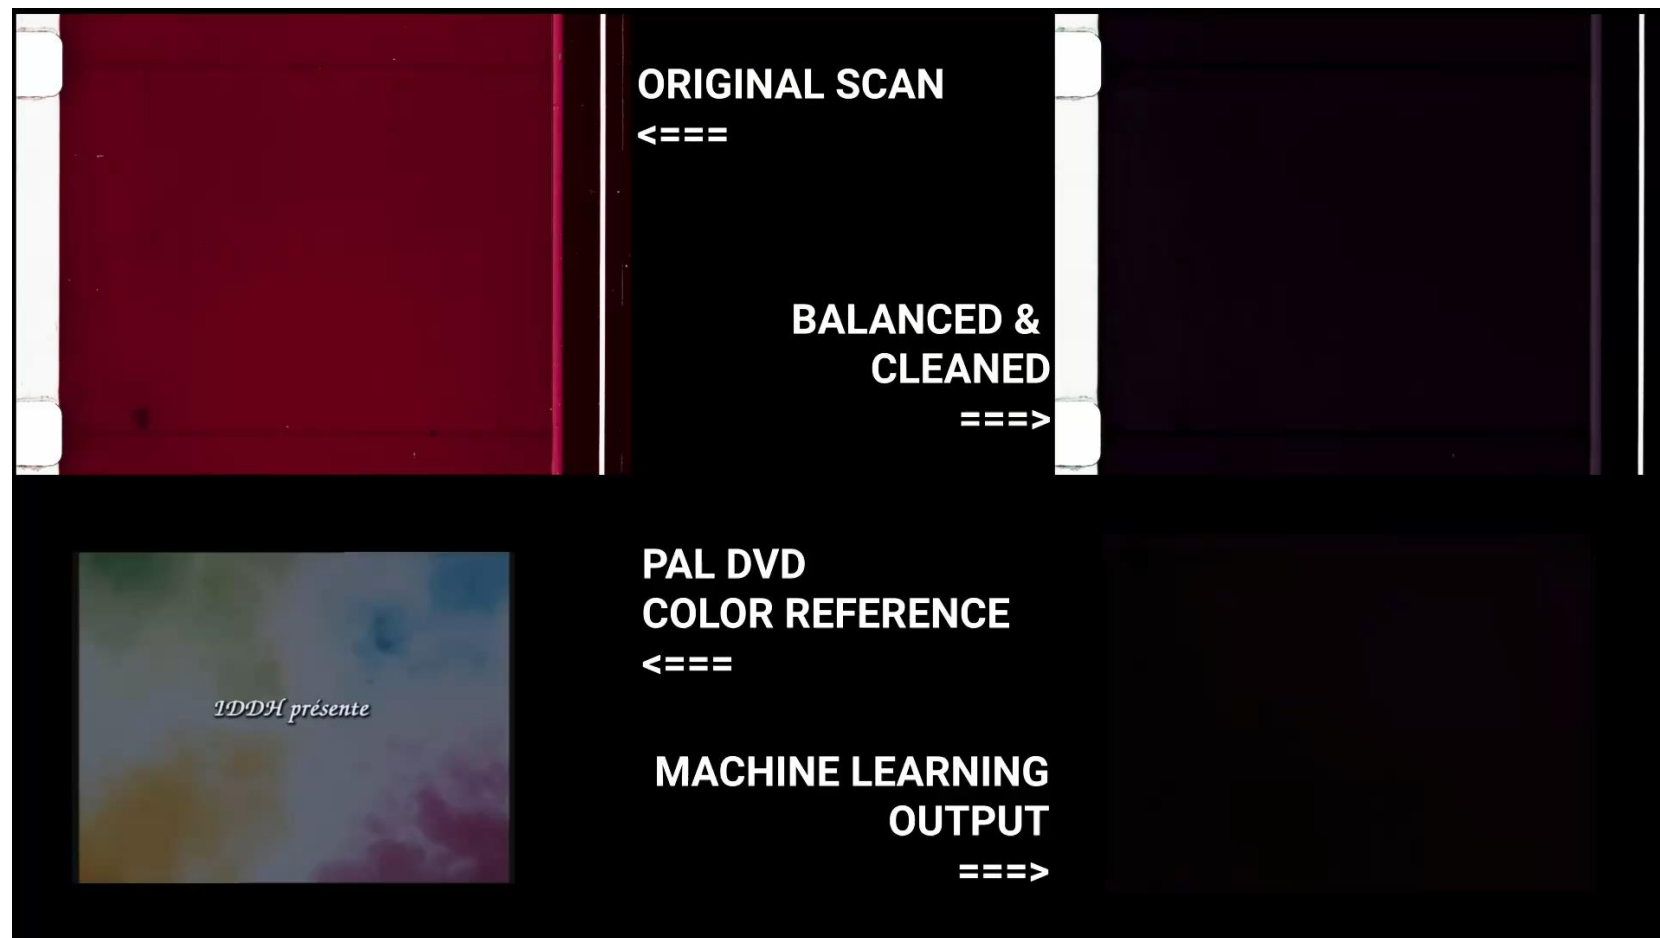 ORIGINAL SCAN
<===
BALANCED &
CLEANED
===>
PAL DVD
COLOR REFERENCE
<===
IDDH présente
MACHINE LEARNING
OUTPUT
===>